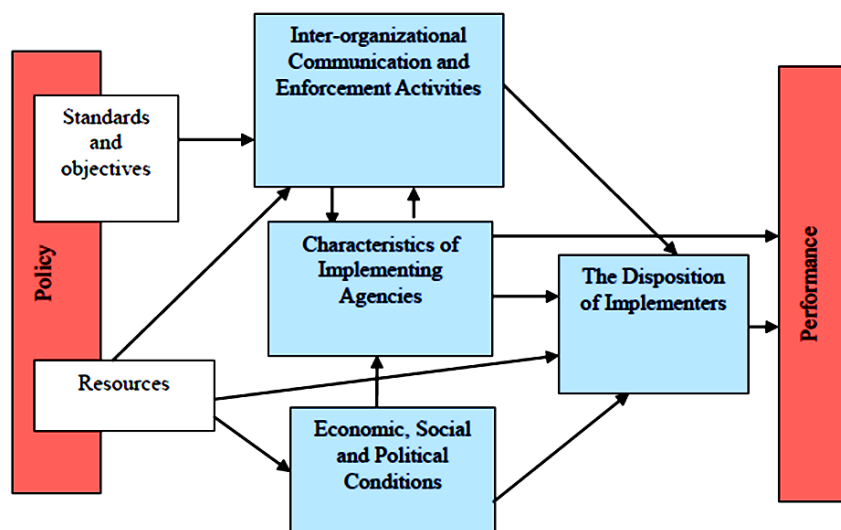 Policy
Standards
and
objectives
Resources
Inter-organizational
Communication and
Enforcement Activities
Characteristics of
Implementing
Agencies
Economic, Social
and Political
Conditions
The Disposition
of Implementers
Performance